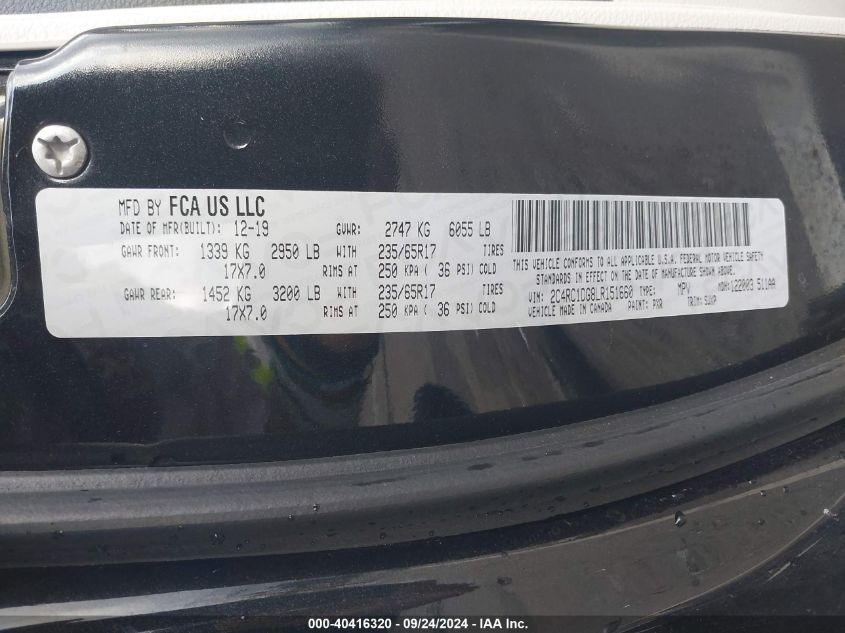 MFD BY FCA US LLC
DATE OF MFR(BUILT): 12-19 GVWR: 2747 KG 6055 LB
GAWR FRONT: 1339 KG 2950 LB WITH 235/65R17 TIRES
17X7.0 RIMS AT 250 KPA ( 36 PSI) COLD
GAWR REAR: 1452 KG 3200 LB WITH 235/65R17 TIRES
17X7.0 RIMS AT 250 KPA ( 36 PSI) COLD
THIS VEHICLE CONFORMS TO ALL APPLICABLE U.S.A. FEDERAL MOTOR VEHICLE SAFETY
STANDARDS IN EFFECT ON THE DATE OF MANUFACTURE SHOWN ABOVE.
VIN: 2C4RC1DG8LR151660 TYPE: MPV MDH: 122003 511AA
VEHICLE MADE IN CANADA PAINT: PXR TRIM:
000-40416320 - 09/24/2024 - IAA Inc.